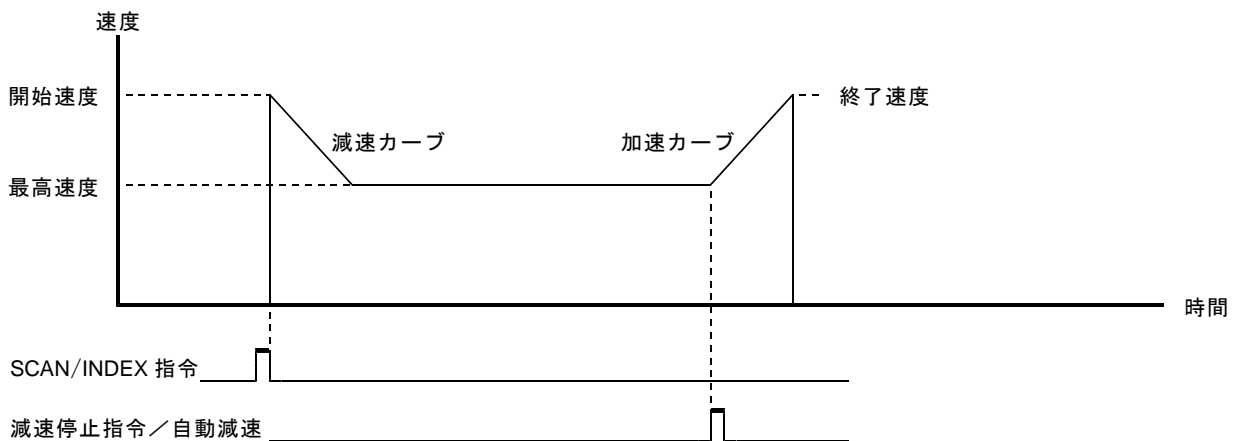 速度
開始速度
終了速度
減速カーブ
加速カーブ
最高速度
時間
SCAN/INDEX 指令
減速停止指令／自動減速